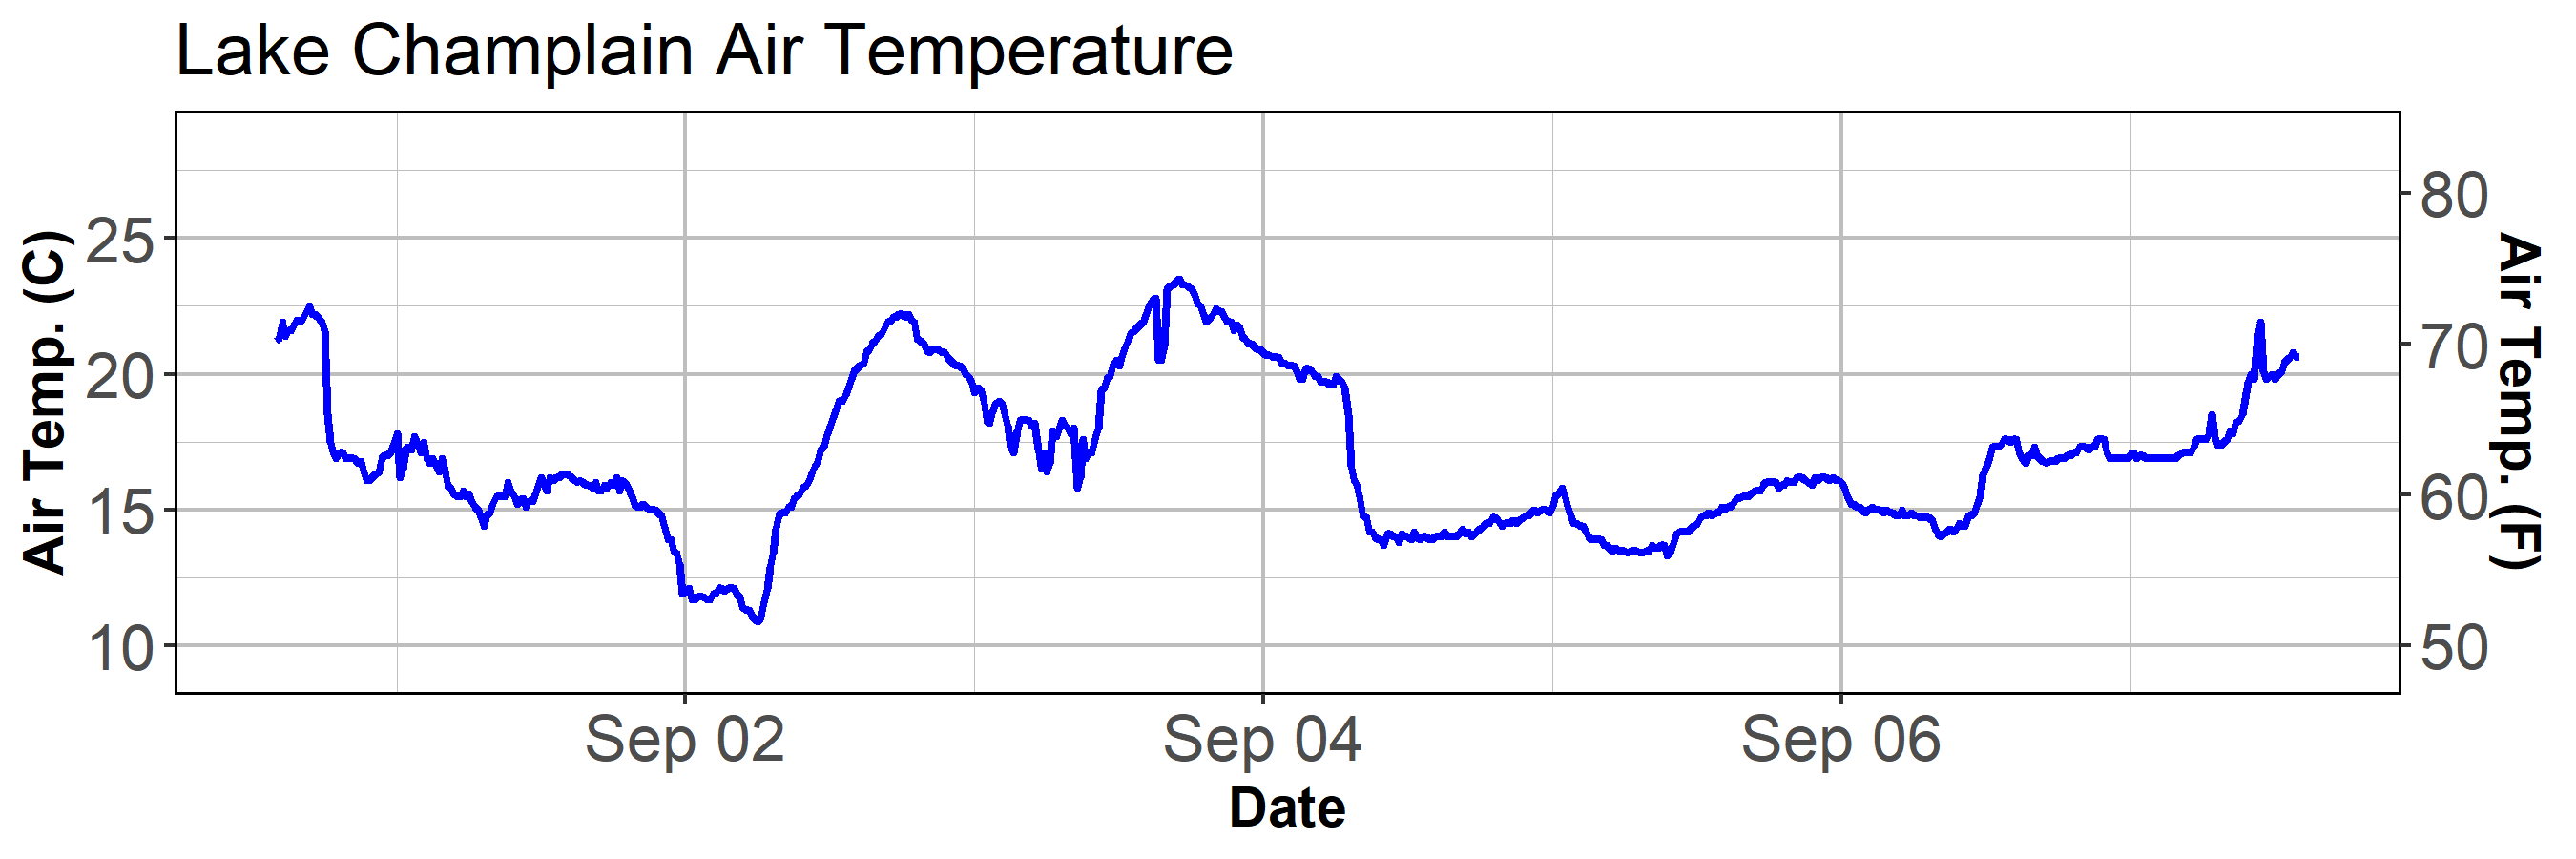 Lake Champlain Air Temperature
Air Temp. (C)
25
20
15
10
80
70
60
50
Air Temp. (F)
Sep 02
Sep 04
Sep 06
Date